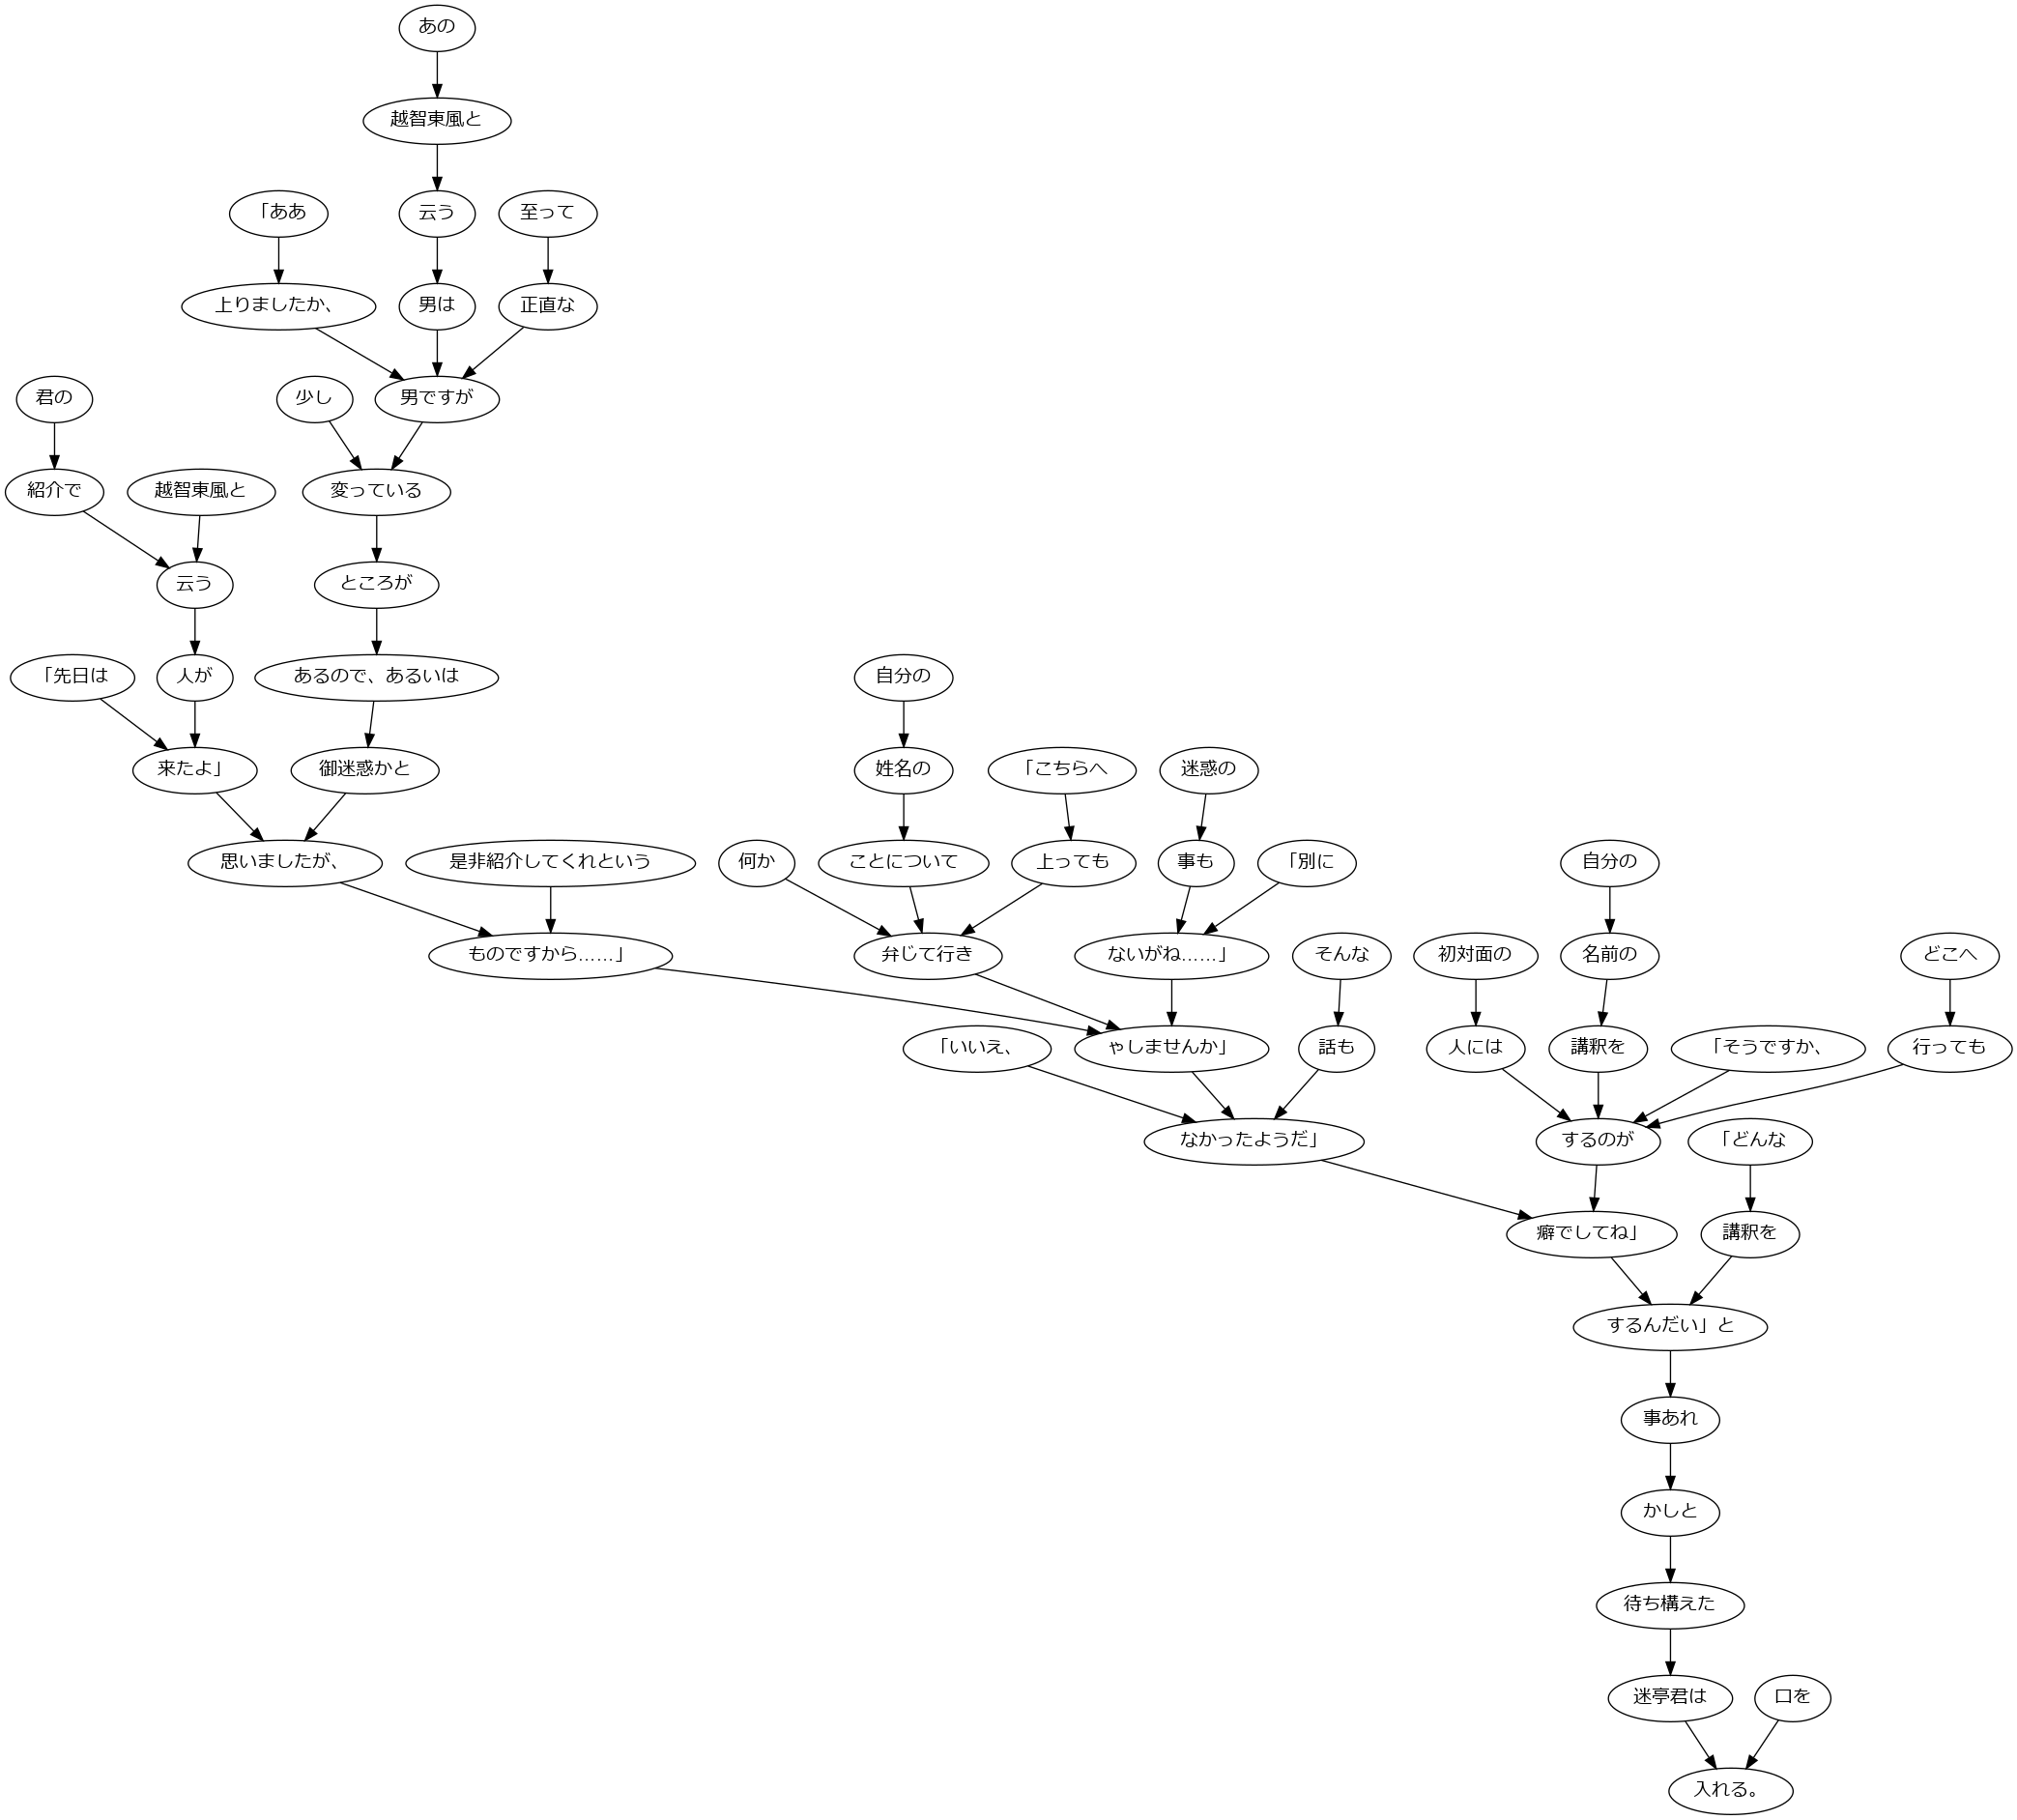 あの
越智東風と
「ああ
云う
至って
上りましたか、
男は
正直な
君の
少し
男ですが
紹介で
越智東風と
変っている
云う
ところが
「先日は
人が
あるので、あるいは
自分の
来たよ」
御迷惑かと
姓名の
「こちらへ
迷惑の
思いましたが、
是非紹介してくれという
何か
ことについて
上っても
事も
「別に
自分の
ものですから……」
弁じて行き
ないがね……」
そんな
初対面の
名前の
どこへ
「いいえ、
ゃしませんか」
話も
人には
講釈を
「そうですか、
行っても
なかったようだ」
するのが
「どんな
癖でしてね」
講釈を
するんだい」と
事あれ
かしと
待ち構えた
迷亭君は
口を
入れる。